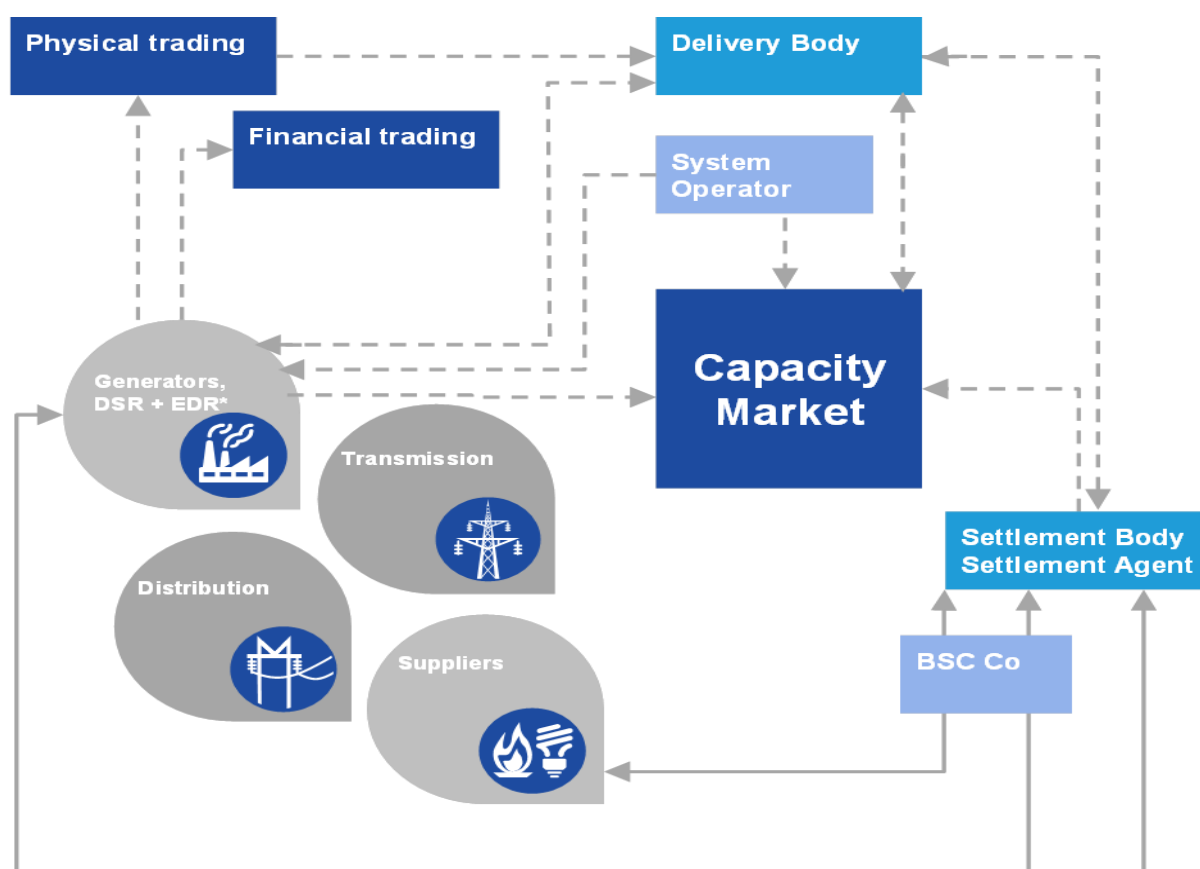 Physical trading
Delivery Body
Financial trading
System
Operator
Capacity
Market
Generators,
DSR + EDR*
Transmission
Settlement Body
Settlement Agent
Distribution
Suppliers
BSC Co